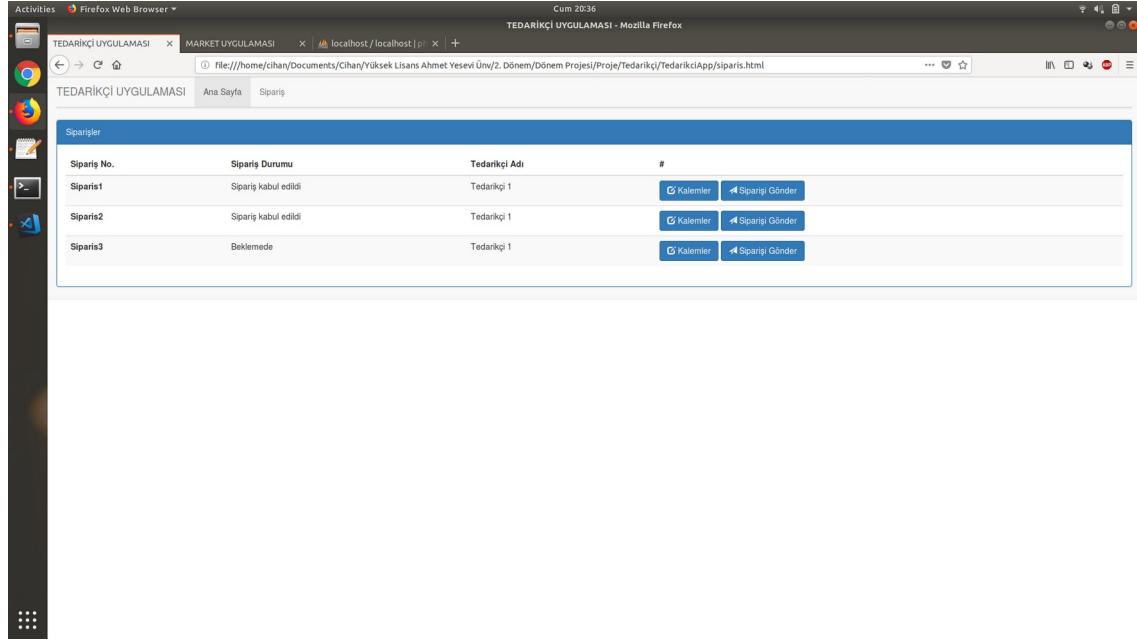 Activities Firefox Web Browser Cum 20:36
TEDARİKÇİ UYGULAMASI - Mozilla Firefox
TEDARİKÇİ UYGULAMASI MARKET UYGULAMASI localhost / localhost | ph
file:///home/cihan/Documents/Cihan/Yüksek Lisans Ahmet Yesevi Ünv/2. Dönem/Dönem Projesi/Proje/Tedarikçi/TedarikciApp/siparis.html
TEDARİKÇİ UYGULAMASI Ana Sayfa Sipariş
Siparişler
Sipariş No. Sipariş Durumu Tedarikçi Adı #
Siparis1 Sipariş kabul edildi Tedarikçi 1 Kalemler Siparişi Gönder
Siparis2 Sipariş kabul edildi Tedarikçi 1 Kalemler Siparişi Gönder
Siparis3 Beklemede Tedarikçi 1 Kalemler Siparişi Gönder